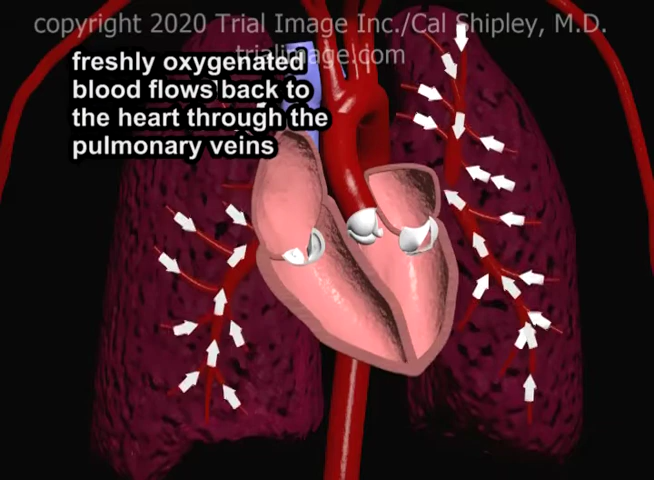 copyright 2020 Trial Image Inc./Cal Shipley, M.D.
trialimage.com
freshly oxygenated
blood flows back to
the heart through the
pulmonary veins